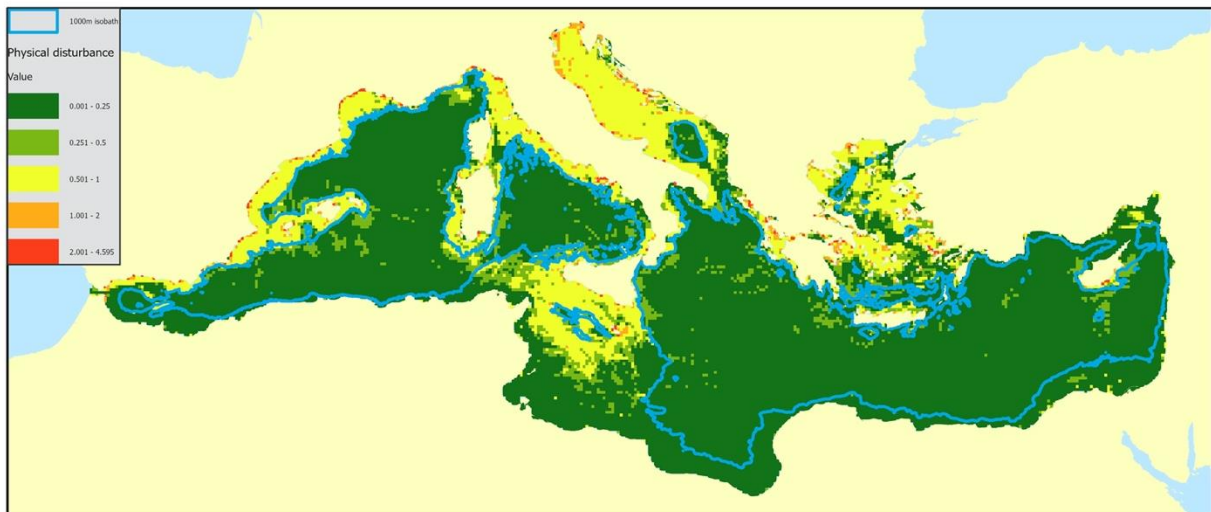 1000m isobath
Physical disturbance
Value
0.001 - 0.25
0.251 - 0.5
0.501 - 1
1.001 - 2
2.001 - 4.595